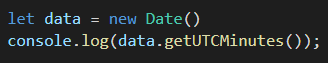 let data = new Date()
console.log(data.getUTCMinutes());